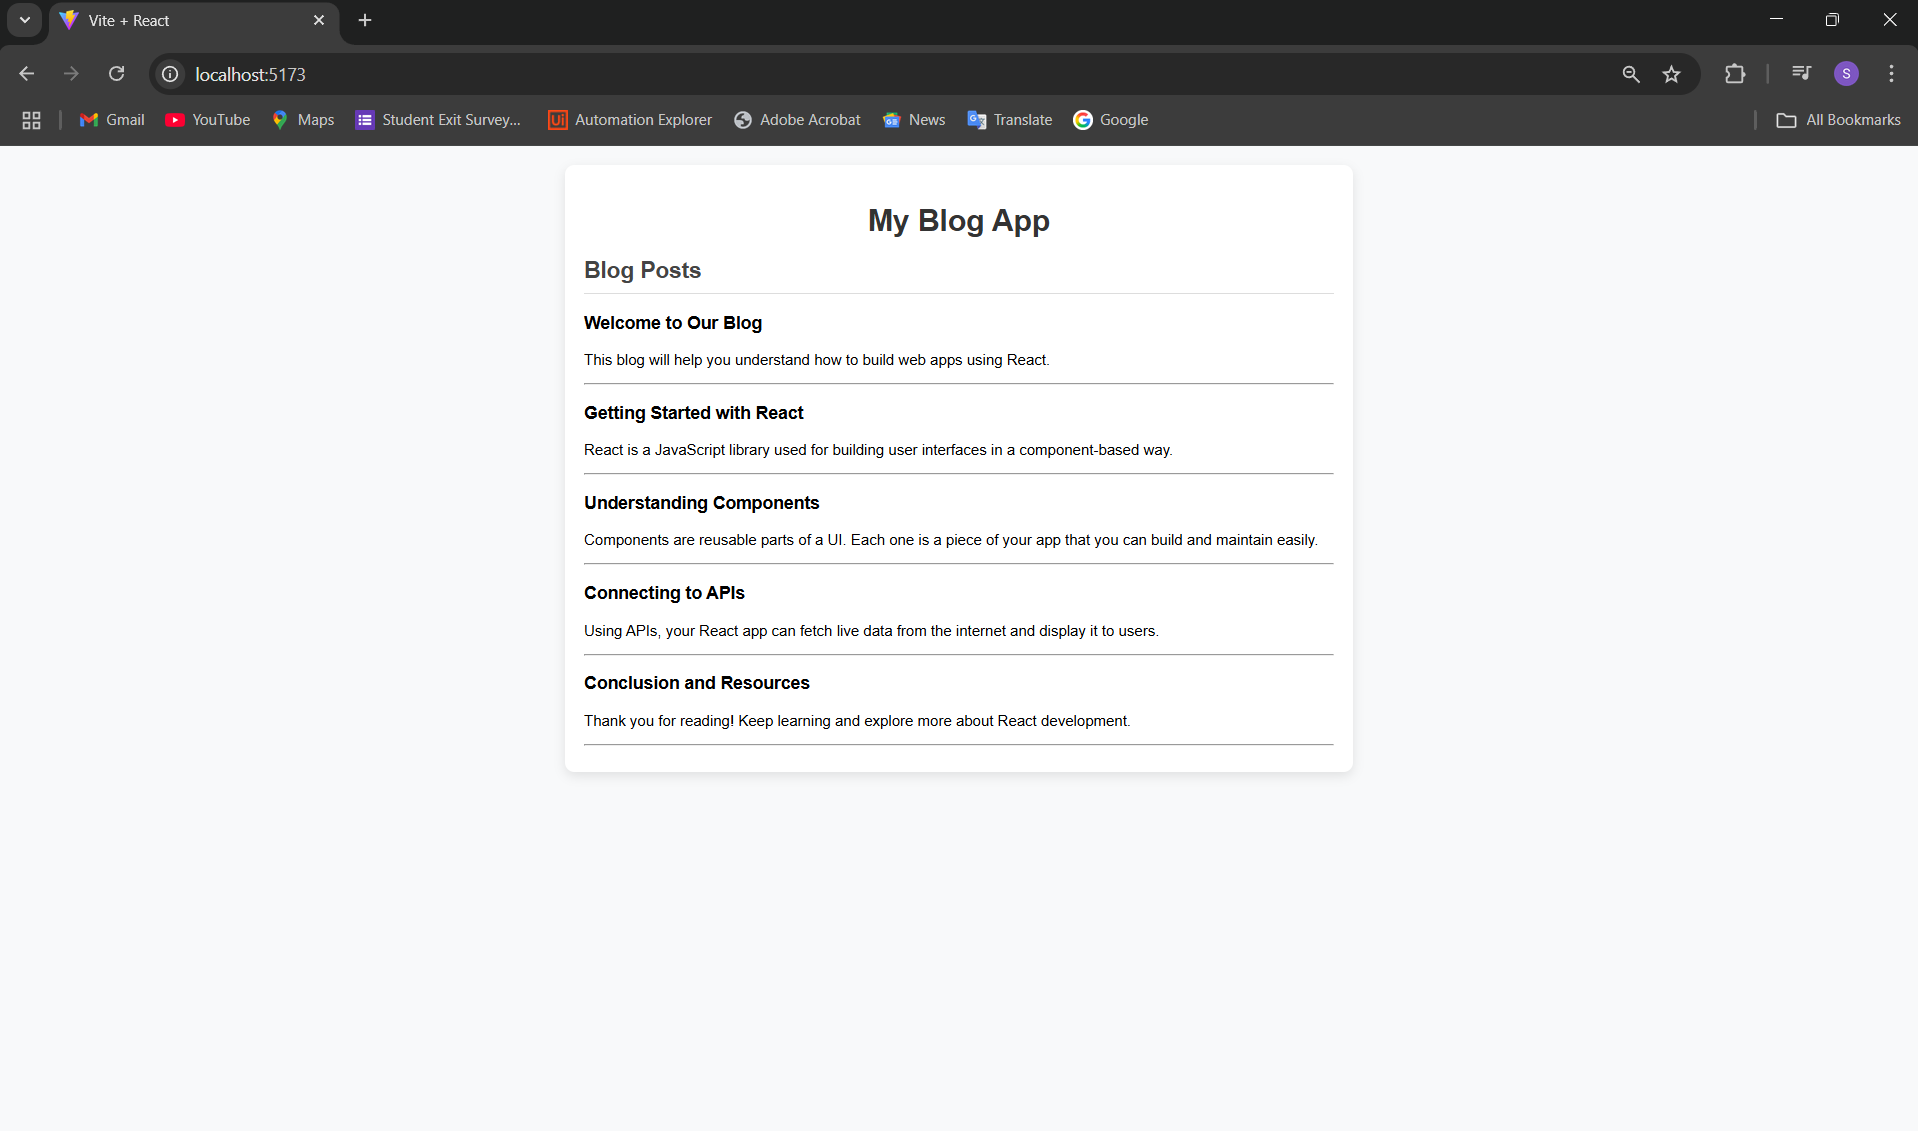 Vite + React
localhost:5173
S
Gmail
YouTube
Maps
Student Exit Survey...
Ui
Automation Explorer
Adobe Acrobat
News
Translate
Google
All Bookmarks
My Blog App
Blog Posts
Welcome to Our Blog
This blog will help you understand how to build web apps using React.
Getting Started with React
React is a JavaScript library used for building user interfaces in a component-based way.
Understanding Components
Components are reusable parts of a UI. Each one is a piece of your app that you can build and maintain easily.
Connecting to APIs
Using APIs, your React app can fetch live data from the internet and display it to users.
Conclusion and Resources
Thank you for reading! Keep learning and explore more about React development.